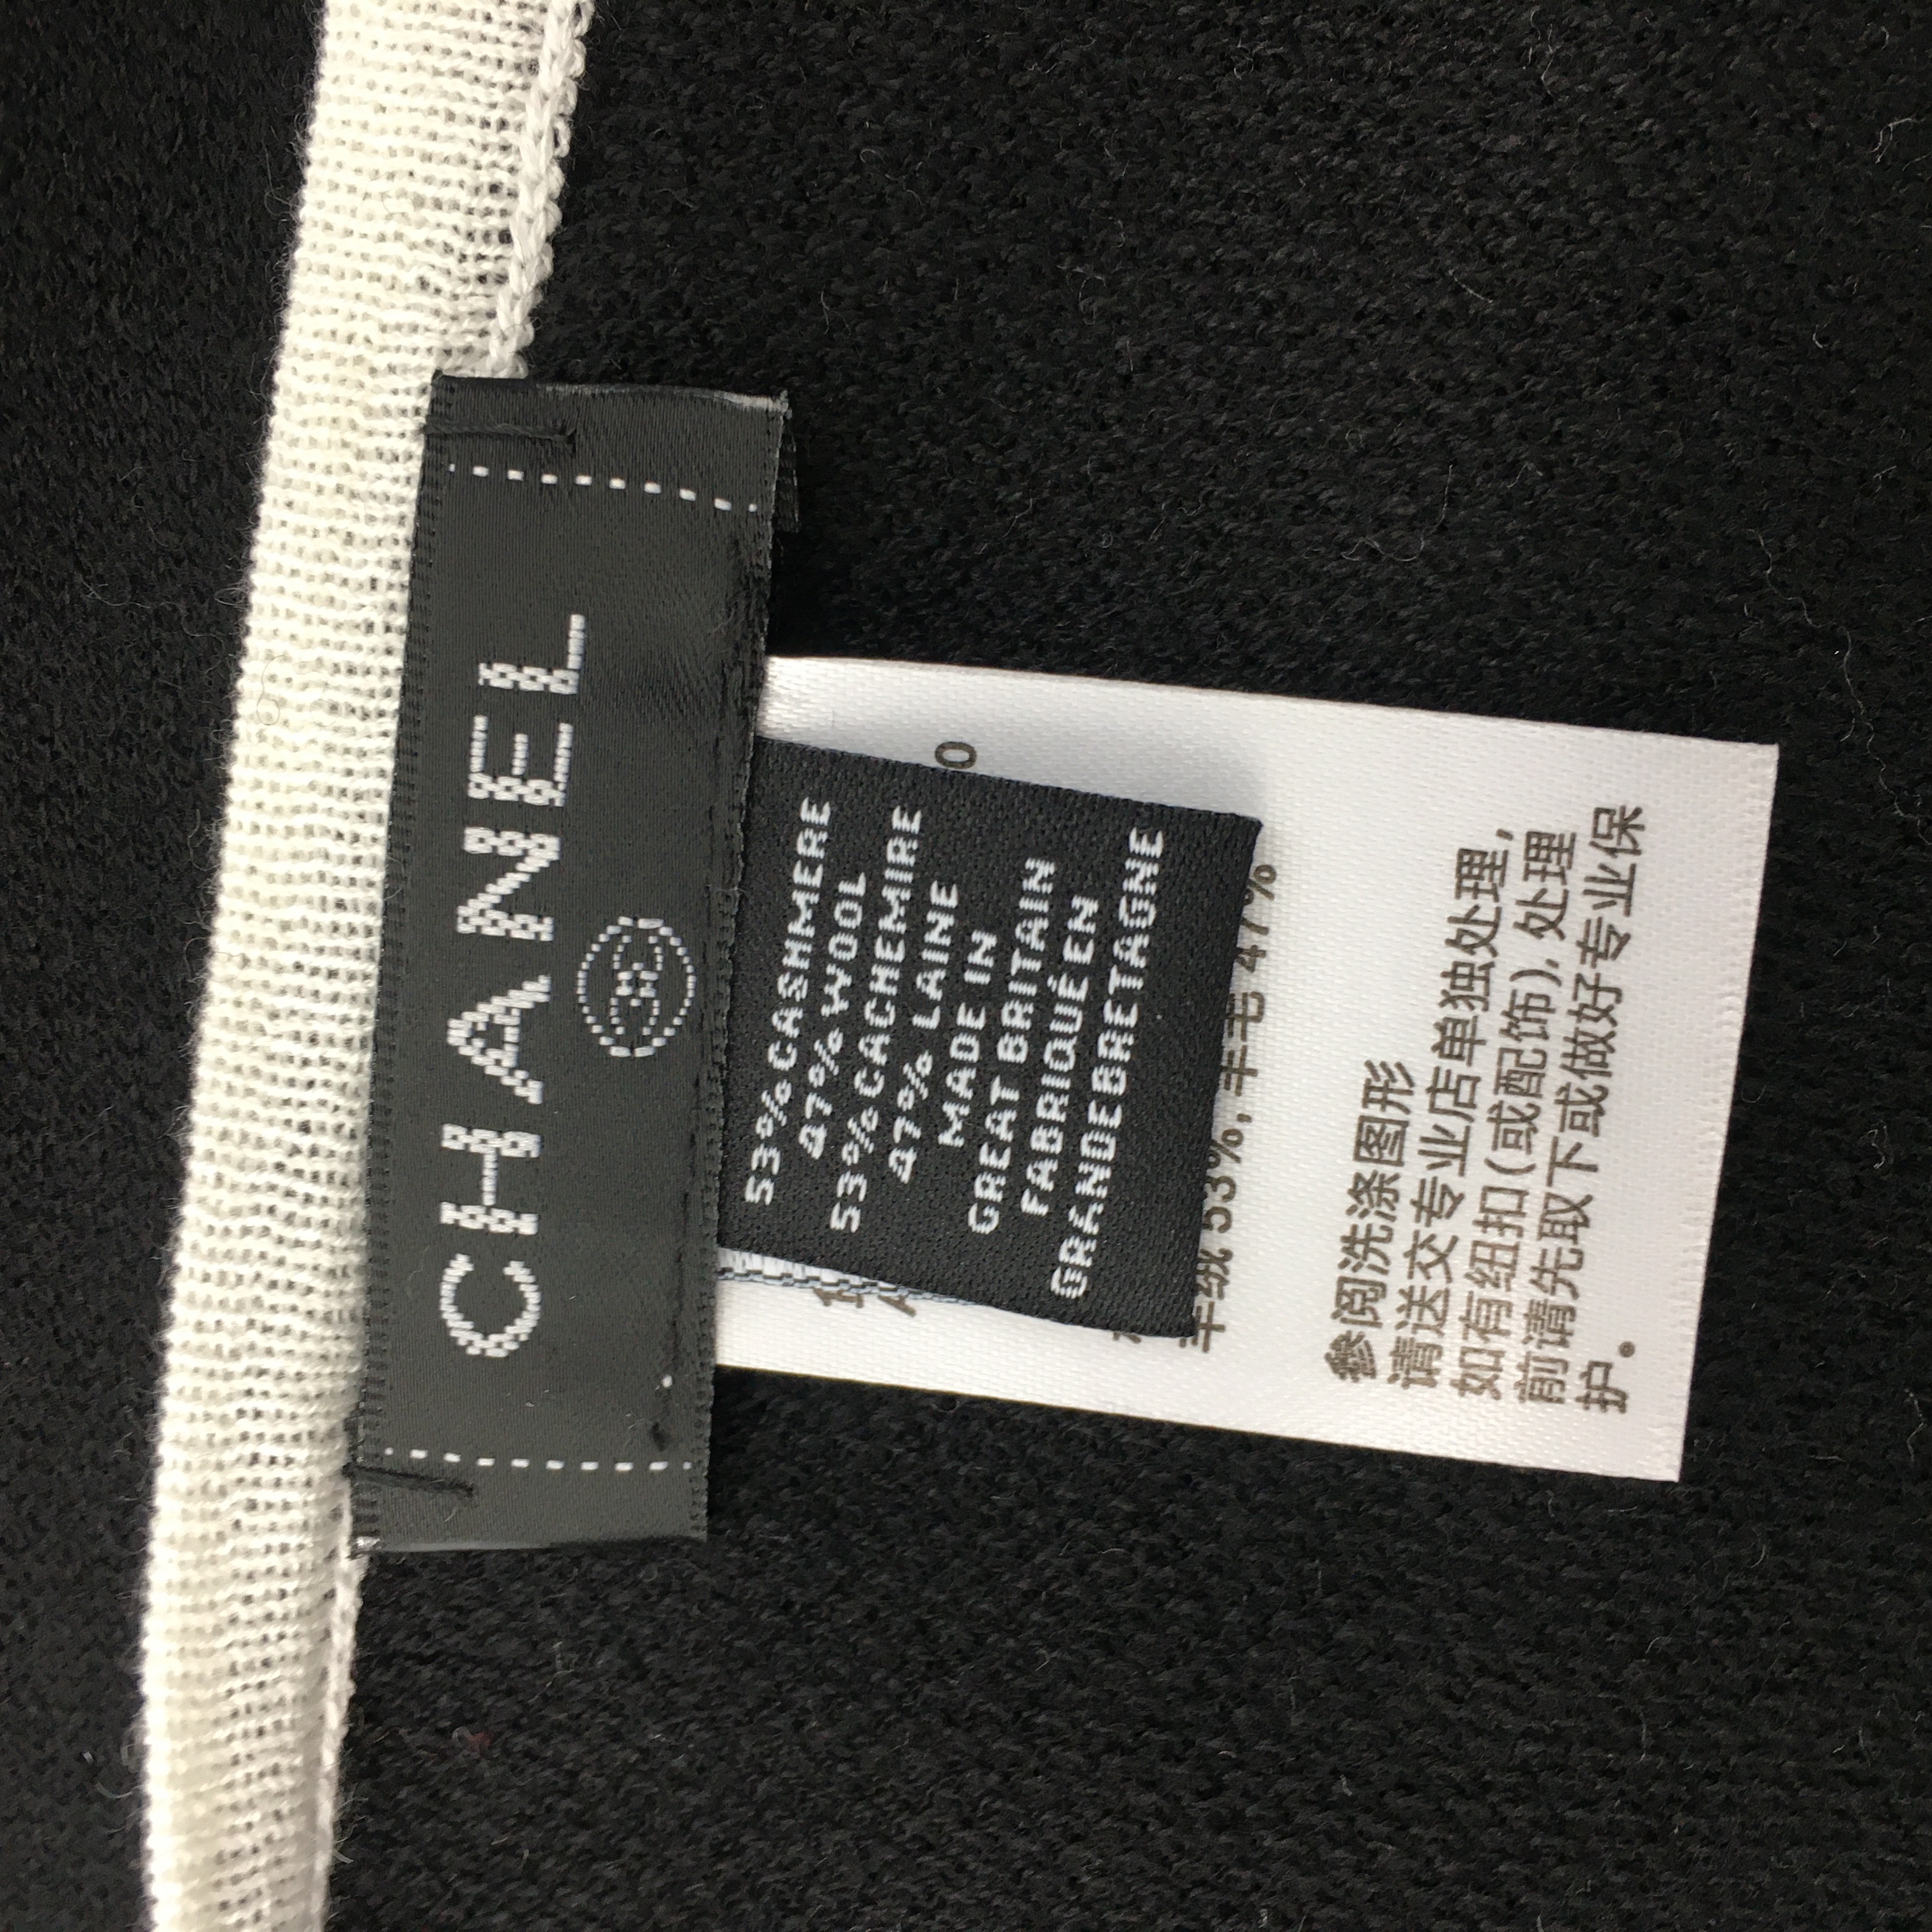 CHANEL
53% CASHMERE
47% WOOL
53% CACHEMIRE
47% LAINE
MADE IN
GREAT BRITAIN
FABRIQUÉ EN
GRANDE BRETAGNE
0
羊绒 53%, 羊毛 47%
参阅洗涤图形
请送交专业店单独处理,
如有纽扣(或配饰),处理
前请先取下或做好专业保
护。